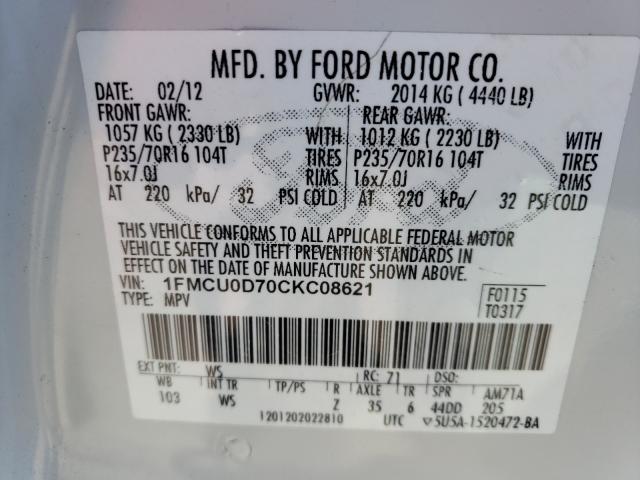 MFD. BY FORD MOTOR CO.
DATE: 02/12 GVWR: 2014 KG ( 4440 LB)
FRONT GAWR: REAR GAWR:
1057 KG ( 2330 LB) WITH 1012 KG ( 2230 LB) WITH
P235/70R16 104T TIRES P235/70R16 104T TIRES
16x7.0J RIMS 16x7.0J RIMS
AT 220 kPa/ 32 PSI COLD AT 220 kPa/ 32 PSI COLD
THIS VEHICLE CONFORMS TO ALL APPLICABLE FEDERAL MOTOR
VEHICLE SAFETY AND THEFT PREVENTION STANDARDS IN
EFFECT ON THE DATE OF MANUFACTURE SHOWN ABOVE.
VIN: 1FMCU0D70CKC08621 F0115
TYPE: MPV T0317
EXT PNT: WS RC: 71 DSO:
WB INT TR TP/PS R AXLE TR SPR AM71A
103 WS Z 35 6 44DD 205
1201202022810 UTC ▽5U5A-1520472-BA